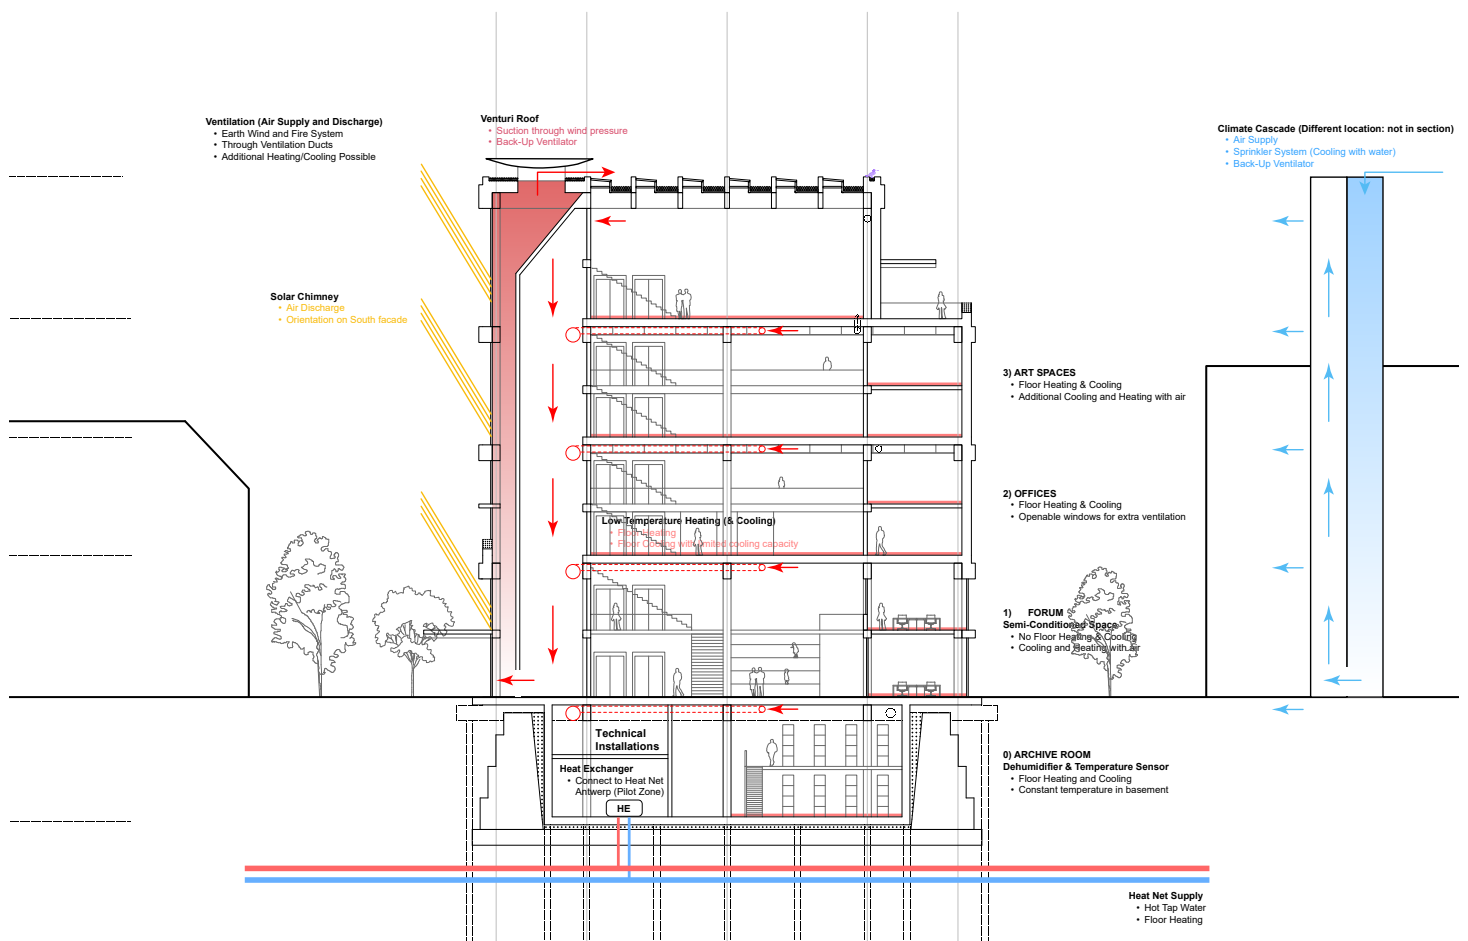 Ventilation (Air Supply and Discharge)
• Earth Wind and Fire System
• Through Ventilation Ducts
• Additional Heating/Cooling Possible
Venturi Roof
• Suction through wind pressure
• Back-Up Ventilator
Climate Cascade (Different location: not in section)
• Air Supply
• Sprinkler System (Cooling with water)
• Back-Up Ventilator
Solar Chimney
• Air Discharge
• Orientation on South facade
3) ART SPACES
• Floor Heating & Cooling
• Additional Cooling and Heating with air
2) OFFICES
• Floor Heating & Cooling
• Openable windows for extra ventilation
Low Temperature Heating (& Cooling)
• Floor Heating
• Floor Cooling with limited cooling capacity
1) FORUM
Semi-Conditioned Space
• No Floor Heating & Cooling
• Cooling and Heating with air
Technical
Installations
Heat Exchanger
• Connect to Heat Net
Antwerp (Pilot Zone)
HE
0) ARCHIVE ROOM
Dehumidifier & Temperature Sensor
• Floor Heating and Cooling
• Constant temperature in basement
Heat Net Supply
• Hot Tap Water
• Floor Heating